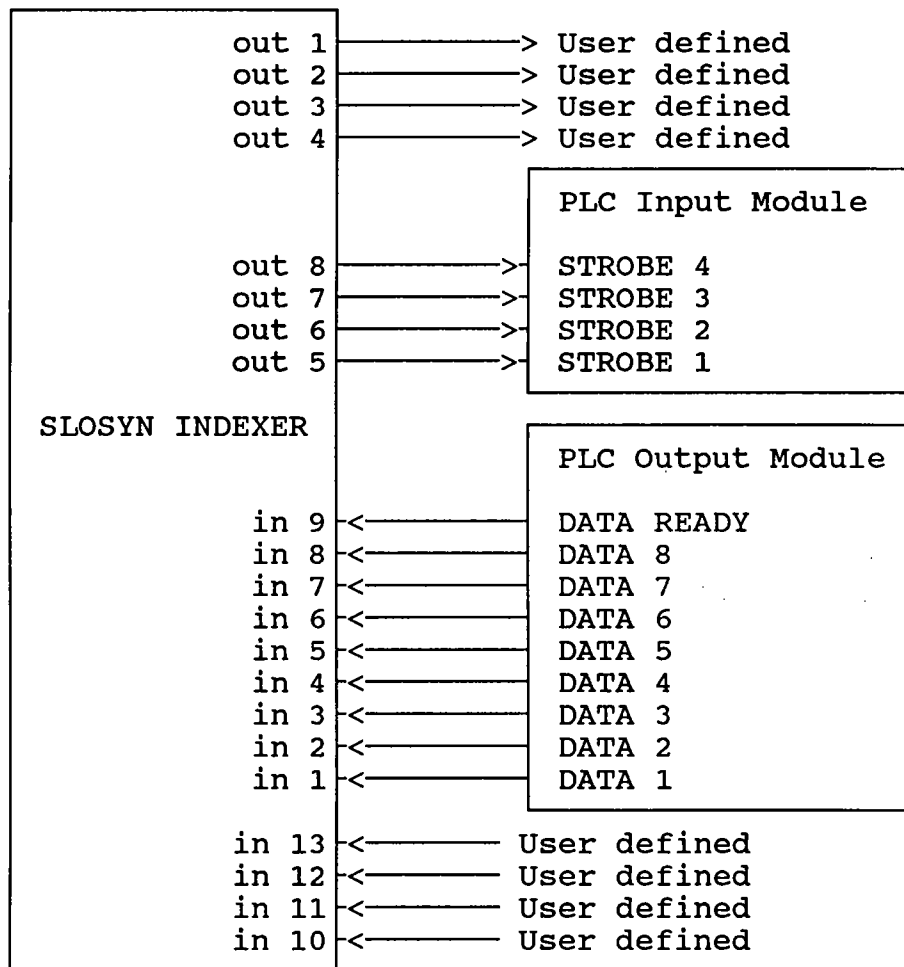 out 1 > User defined
out 2 > User defined
out 3 > User defined
out 4 > User defined
PLC Input Module
out 8 > STROBE 4
out 7 > STROBE 3
out 6 > STROBE 2
out 5 > STROBE 1
SLOSYN INDEXER
PLC Output Module
in 9 < DATA READY
in 8 < DATA 8
in 7 < DATA 7
in 6 < DATA 6
in 5 < DATA 5
in 4 < DATA 4
in 3 < DATA 3
in 2 < DATA 2
in 1 < DATA 1
in 13 < User defined
in 12 < User defined
in 11 < User defined
in 10 < User defined